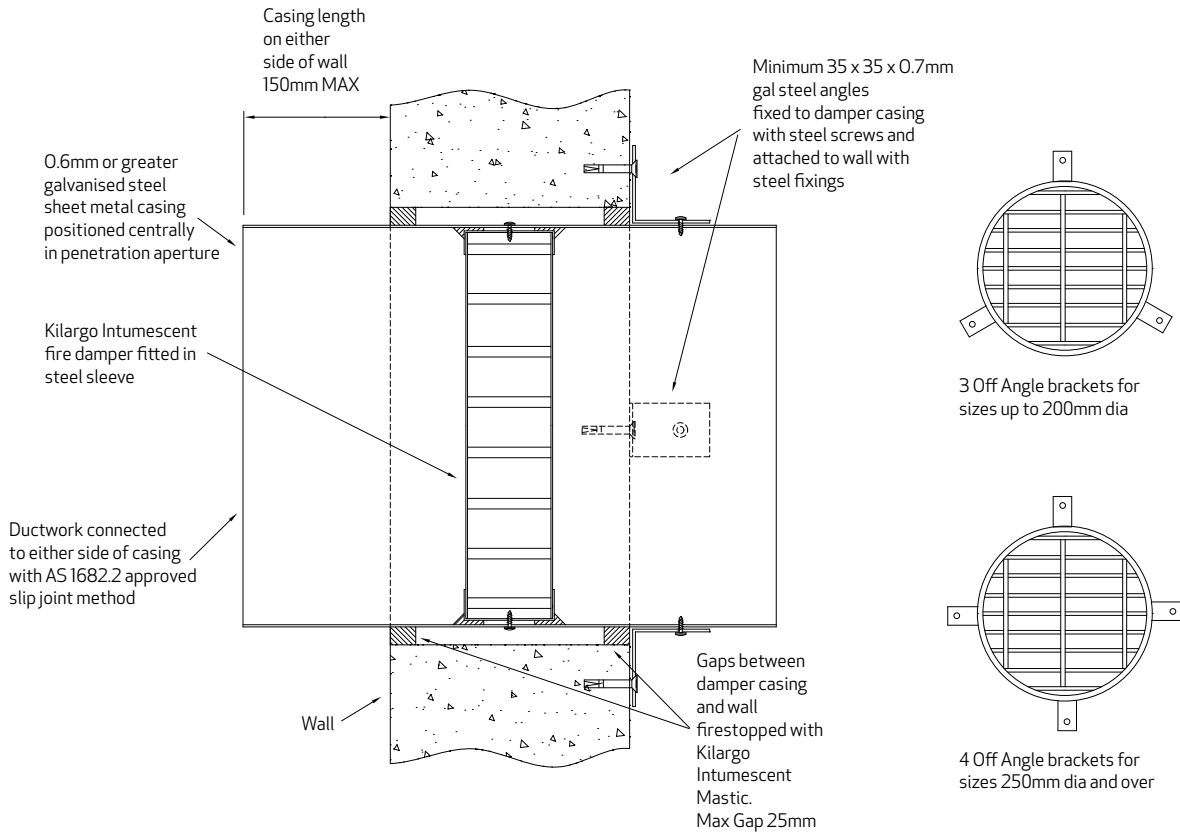 Casing length
on either
side of wall
150mm MAX
Minimum 35 x 35 x 0.7mm
gal steel angles
fixed to damper casing
with steel screws and
attached to wall with
steel fixings
0.6mm or greater
galvanised steel
sheet metal casing
positioned centrally
in penetration aperture
Kilargo Intumescent
fire damper fitted in
steel sleeve
3 Off Angle brackets for
sizes up to 200mm dia
Ductwork connected
to either side of casing
with AS 1682.2 approved
slip joint method
Wall
Gaps between
damper casing
and wall
firestopped with
Kilargo
Intumescent
Mastic.
Max Gap 25mm
4 Off Angle brackets for
sizes 250mm dia and over